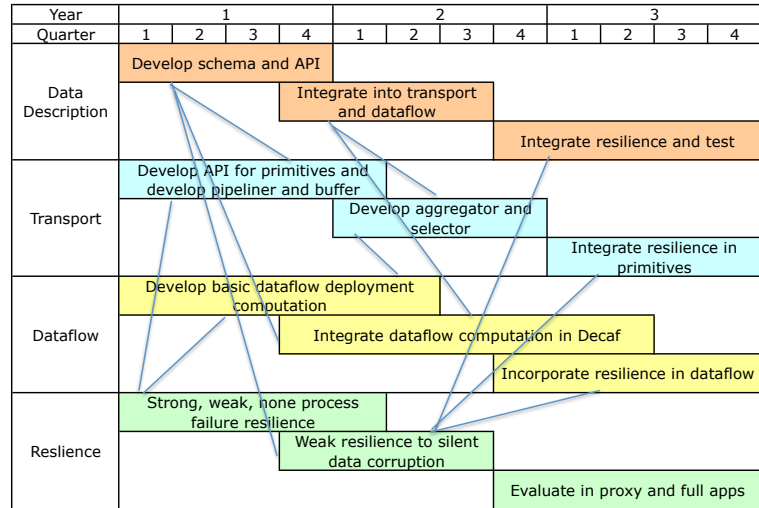 Year 1 2 3
Quarter 1 2 3 4 1 2 3 4 1 2 3 4
Data
Description
Develop schema and API
Integrate into transport
and dataflow
Integrate resilience and test
Transport
Develop API for primitives and
develop pipeliner and buffer
Develop aggregator and
selector
Integrate resilience in
primitives
Dataflow
Develop basic dataflow deployment
computation
Integrate dataflow computation in Decaf
Incorporate resilience in dataflow
Reslience
Strong, weak, none process
failure resilience
Weak resilience to silent
data corruption
Evaluate in proxy and full apps